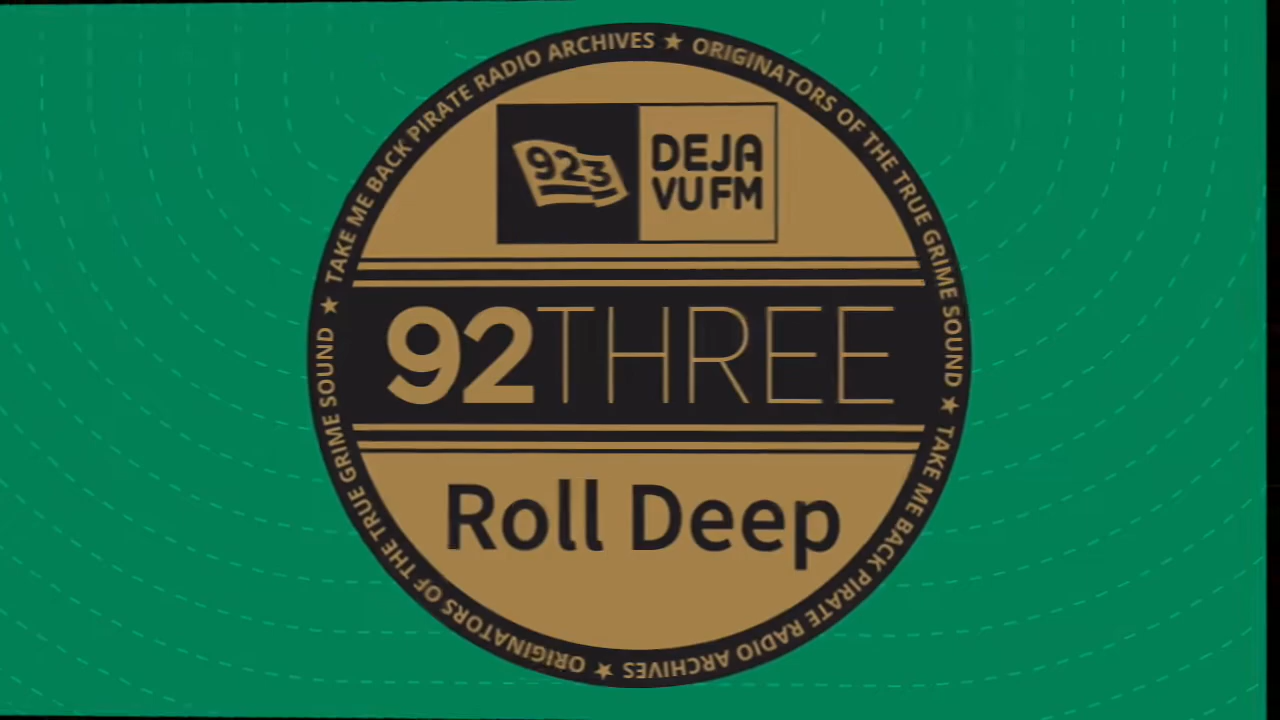 TAKE ME BACK PIRATE RADIO ARCHIVES ★ ORIGINATORS OF THE TRUE GRIME SOUND ★ TAKE ME BACK PIRATE RADIO ARCHIVES ★ ORIGINATORS OF THE TRUE GRIME SOUND ★
923
DEJA
VU FM
92THREE
Roll Deep